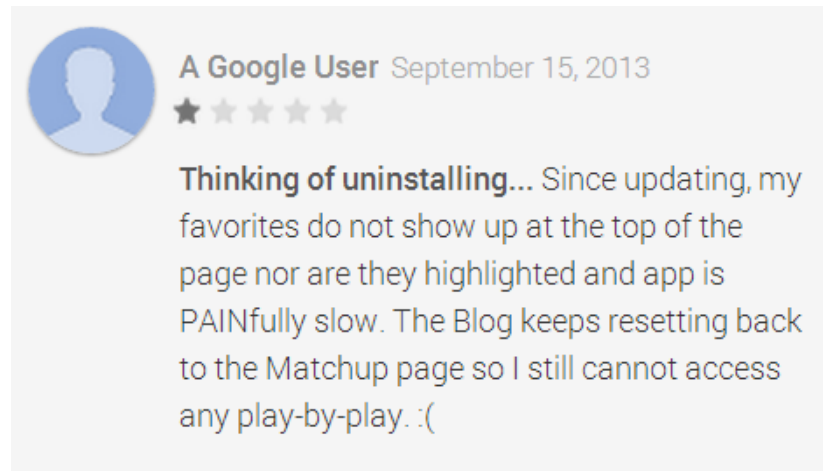 A Google User September 15, 2013
Thinking of uninstalling... Since updating, my
favorites do not show up at the top of the
page nor are they highlighted and app is
PAINfully slow. The Blog keeps resetting back
to the Matchup page so I still cannot access
any play-by-play. :(